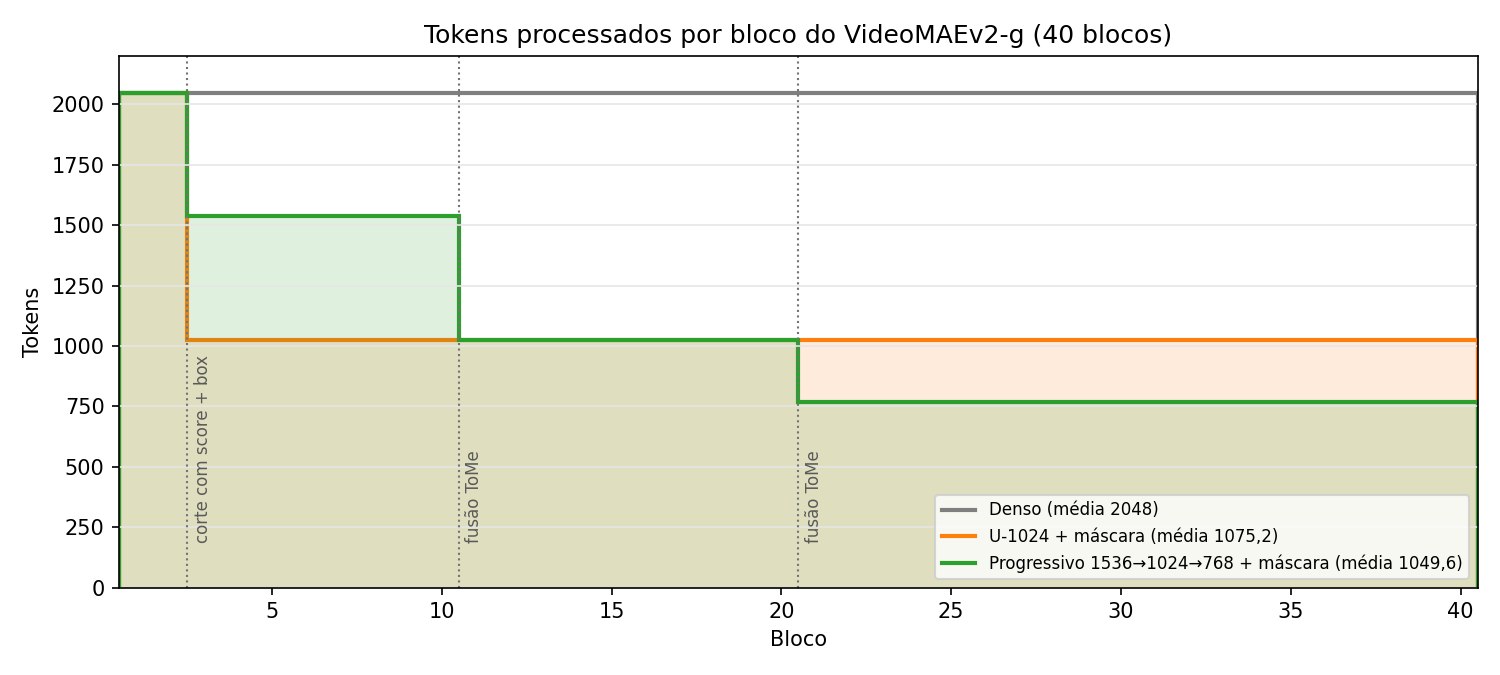 Tokens processados por bloco do VideoMAEv2-g (40 blocos)
Tokens
2000
1750
1500
1250
1000
750
500
250
0
corte com score + box
fusão ToMe
fusão ToMe
Denso (média 2048)
U-1024 + máscara (média 1075,2)
Progressivo 1536→1024→768 + máscara (média 1049,6)
5
10
15
20
25
30
35
40
Bloco